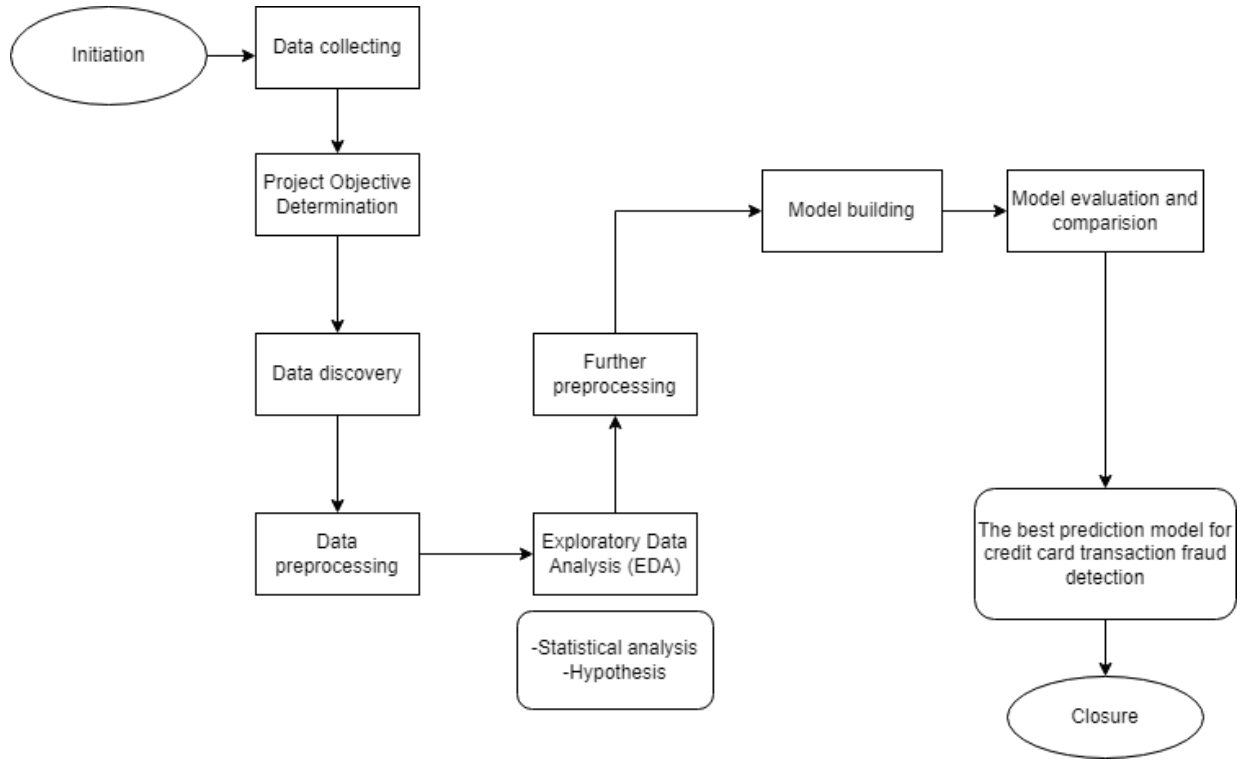 Initiation
Data collecting
Project Objective
Determination
Data discovery
Data
preprocessing
Exploratory Data
Analysis (EDA)
-Statistical analysis
-Hypothesis
Further
preprocessing
Model building
Model evaluation and
comparision
The best prediction model for
credit card transaction fraud
detection
Closure